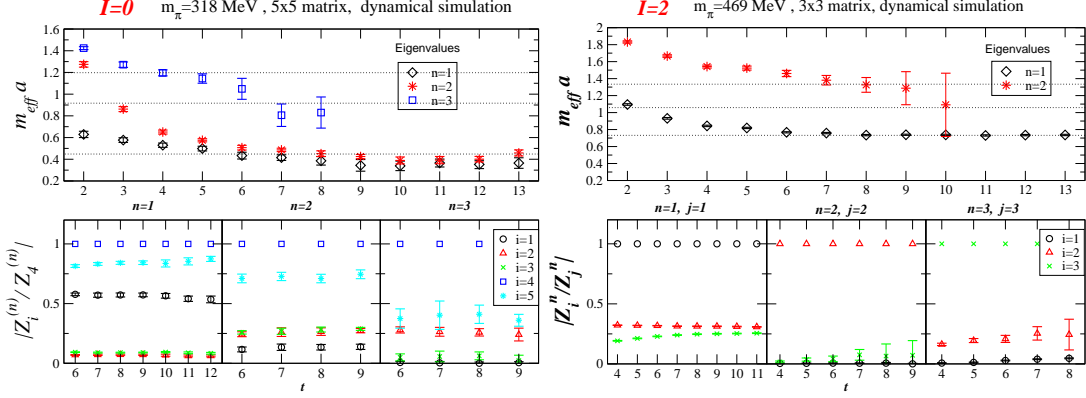 I=0 m_π=318 MeV , 5x5 matrix, dynamical simulation
m_eff a
1.6
1.4
1.2
1
0.8
0.6
0.4
0.2
Eigenvalues
n=1
n=2
n=3
2 3 4 5 6 7 8 9 10 11 12 13
n=1 n=2 n=3
|Z_i^(n) / Z_4^(n)|
1
0.5
0
i=1
i=2
i=3
i=4
i=5
6 7 8 9 10 11 12 6 7 8 9 6 7 8 9
t
I=2 m_π=469 MeV , 3x3 matrix, dynamical simulation
m_eff a
2
1.8
1.6
1.4
1.2
1
0.8
0.6
0.4
0.2
Eigenvalues
n=1
n=2
2 3 4 5 6 7 8 9 10 11 12 13
n=1, j=1 n=2, j=2 n=3, j=3
|Z_i^n/Z_j^n|
1
0.5
0
i=1
i=2
i=3
4 5 6 7 8 9 10 11 4 5 6 7 8 9 4 5 6 7 8
t